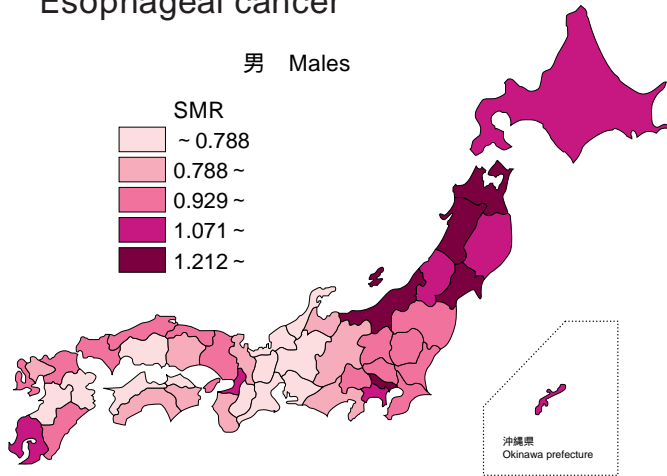 Esophageal cancer
男 Males
SMR
~ 0.788
0.788 ~
0.929 ~
1.071 ~
1.212 ~
沖縄県
Okinawa prefecture